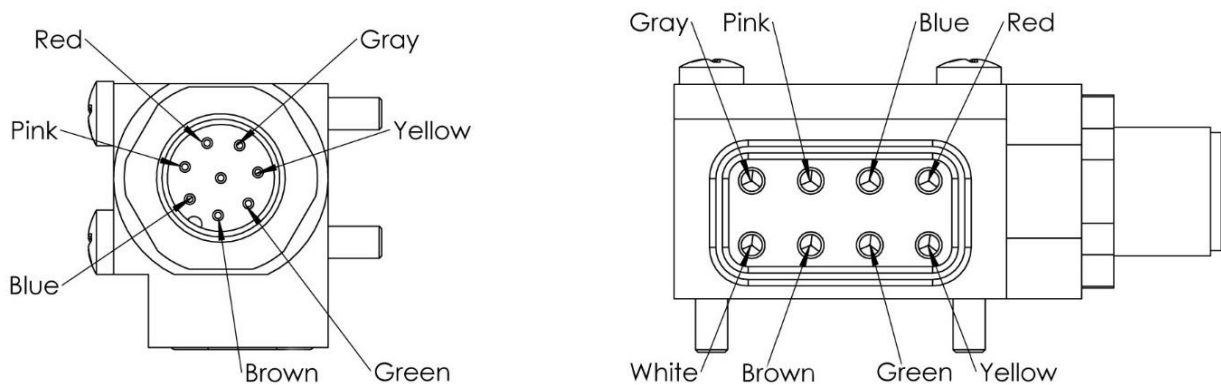 Red
Gray
Pink
Yellow
Blue
Brown
Green
Gray
Pink
Blue
Red
White
Brown
Green
Yellow